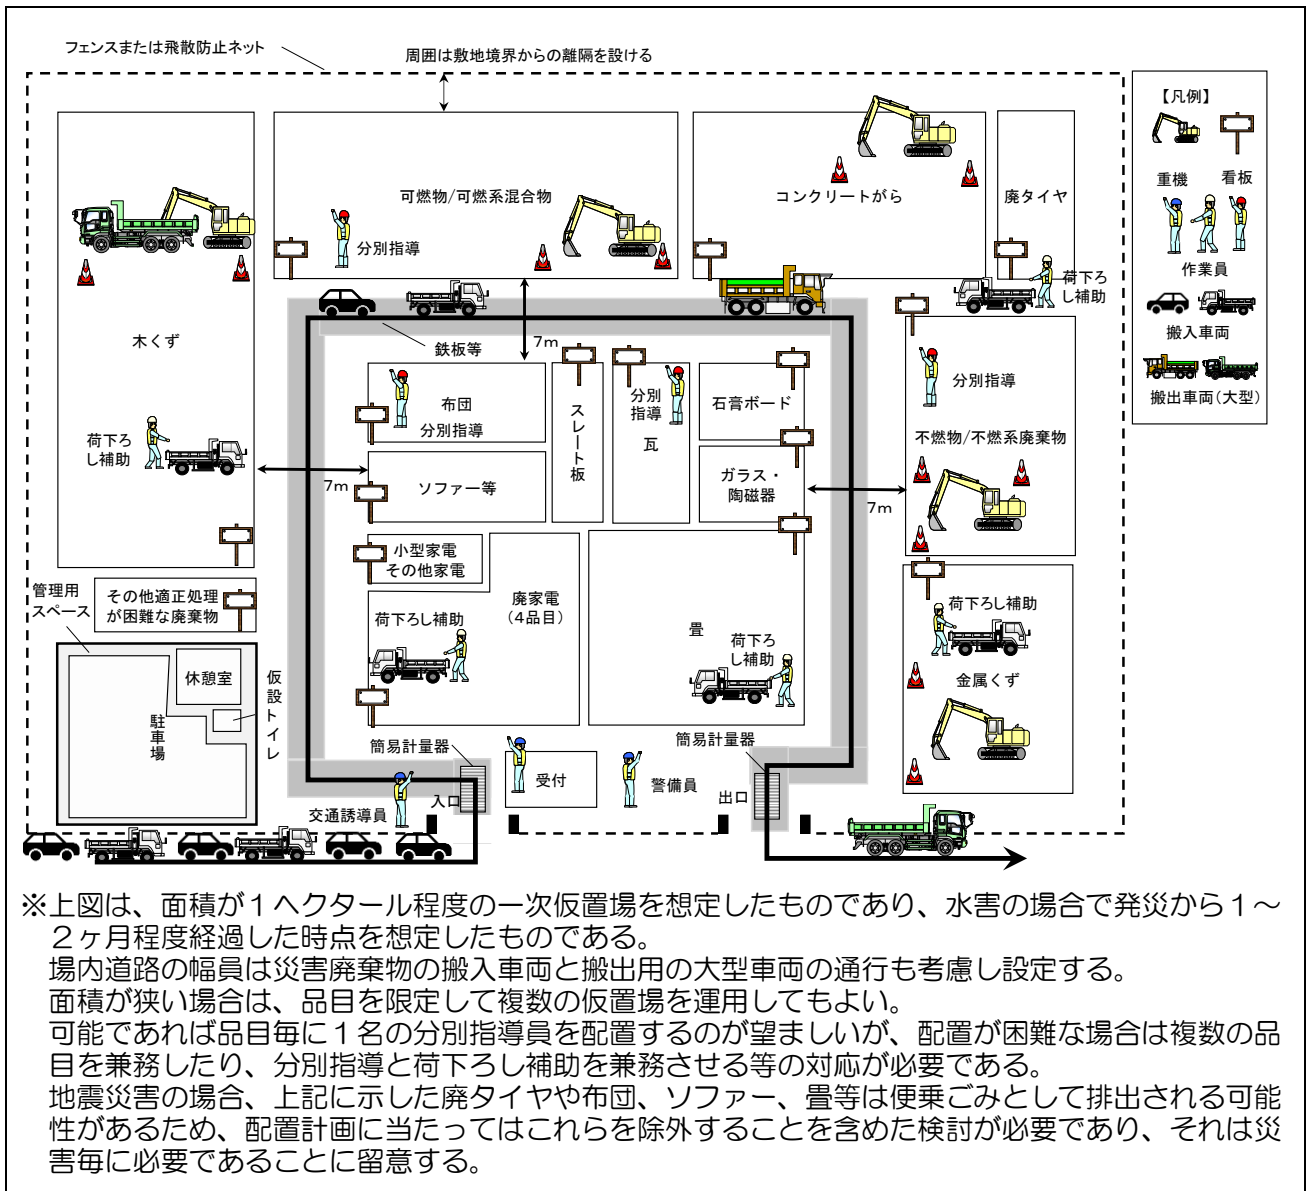 フェンスまたは飛散防止ネット
周囲は敷地境界からの離隔を設ける
【凡例】
重機
看板
作業員
搬入車両
搬出車両(大型)
可燃物/可燃系混合物
分別指導
コンクリートがら
廃タイヤ
荷下ろ
し補助
木くず
鉄板等
7m
布団
分別指導
スレート板
分別
指導
瓦
石膏ボード
分別指導
不燃物/不燃系廃棄物
荷下ろ
し補助
7m
ソファー等
ガラス・
陶磁器
7m
小型家電
その他家電
廃家電
(4品目)
荷下ろし補助
畳
荷下ろ
し補助
荷下ろし補助
金属くず
管理用
スペース
その他適正処理
が困難な廃棄物
休憩室
仮設トイレ
駐車場
簡易計量器
簡易計量器
受付
警備員
入口
出口
交通誘導員
※上図は、面積が1ヘクタール程度の一次仮置場を想定したものであり、水害の場合で発災から1〜
2ヶ月程度経過した時点を想定したものである。
場内道路の幅員は災害廃棄物の搬入車両と搬出用の大型車両の通行も考慮し設定する。
面積が狭い場合は、品目を限定して複数の仮置場を運用してもよい。
可能であれば品目毎に1名の分別指導員を配置するのが望ましいが、配置が困難な場合は複数の品
目を兼務したり、分別指導と荷下ろし補助を兼務させる等の対応が必要である。
地震災害の場合、上記に示した廃タイヤや布団、ソファー、畳等は便乗ごみとして排出される可能
性があるため、配置計画に当たってはこれらを除外することを含めた検討が必要であり、それは災
害毎に必要であることに留意する。